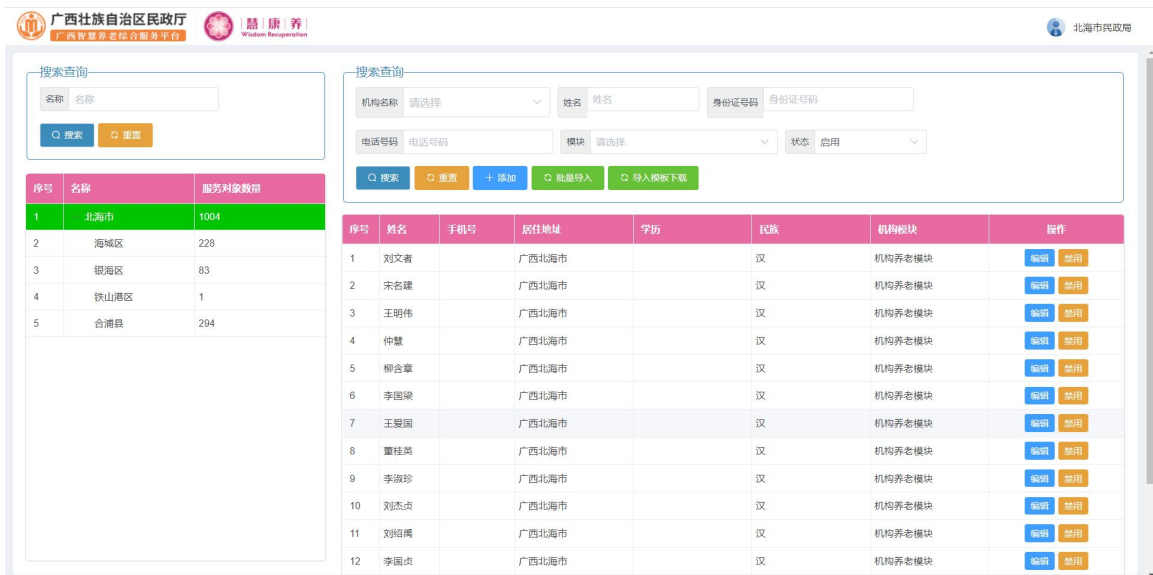 广西壮族自治区民政厅
广西智慧养老综合服务平台
慧 康 养
Wisdom Recuperation
北海市民政局
搜索查询
名称 名称
搜索 重置
序号 名称 服务对象数量
1 北海市 1004
2 海城区 228
3 银海区 83
4 铁山港区 1
5 合浦县 294
搜索查询
机构名称 请选择 姓名 姓名 身份证号码 身份证号码
电话号码 电话号码 模块 请选择 状态 启用
搜索 重置 + 添加 批量导入 导入模板下载
序号 姓名 手机号 居住地址 学历 民族 机构模块 操作
1 刘文者 广西北海市 汉 机构养老模块 编辑 禁用
2 宋名建 广西北海市 汉 机构养老模块 编辑 禁用
3 王明伟 广西北海市 汉 机构养老模块 编辑 禁用
4 仲慧 广西北海市 汉 机构养老模块 编辑 禁用
5 柳含章 广西北海市 汉 机构养老模块 编辑 禁用
6 李国梁 广西北海市 汉 机构养老模块 编辑 禁用
7 王爱国 广西北海市 汉 机构养老模块 编辑 禁用
8 董桂英 广西北海市 汉 机构养老模块 编辑 禁用
9 李淑珍 广西北海市 汉 机构养老模块 编辑 禁用
10 刘杰贞 广西北海市 汉 机构养老模块 编辑 禁用
11 刘绍禹 广西北海市 汉 机构养老模块 编辑 禁用
12 李国贞 广西北海市 汉 机构养老模块 编辑 禁用